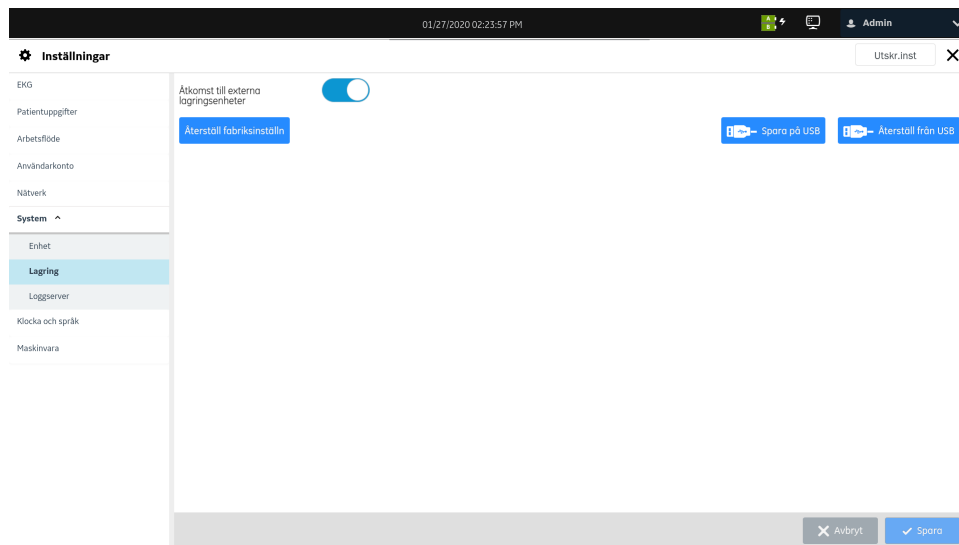 01/27/2020 02:23:57 PM
A
B
Admin
Inställningar
Utskr.inst
EKG
Patientuppgifter
Arbetsflöde
Användarkonto
Nätverk
System
Enhet
Lagring
Loggserver
Klocka och språk
Maskinvara
Åtkomst till externa
lagringsenheter
Återställ fabriksinställn
Spara på USB
Återställ från USB
Avbryt
Spara